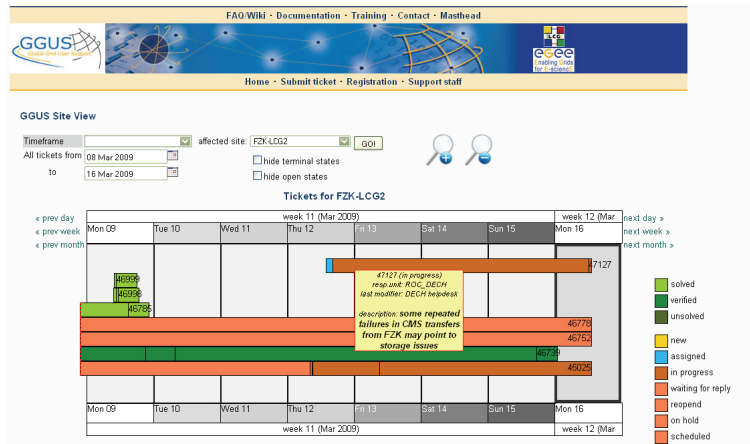 FAQ/Wiki · Documentation · Training · Contact · Masthead
GGUS
Global Grid User Support
LCG
eGee
Enabling Grids
for E-sciencE
Home · Submit ticket · Registration · Support staff
GGUS Site View
Timeframe
affected site: FZK-LCG2 GO!
All tickets from 08 Mar 2009
hide terminal states
to 16 Mar 2009
hide open states
Tickets for FZK-LCG2
« prev day
week 11 (Mar 2009) week 12 (Mar
next day »
« prev week
Mon 09 Tue 10 Wed 11 Thu 12 Fri 13 Sat 14 Sun 15 Mon 16
next week »
« prev month
next month »
47127
47127 (in progress)
resp.unit: ROC_DECH
last modifier: DECH helpdesk
description: some repeated
failures in CMS transfers
from FZK may point to
storage issues
46999
46998
46785
46778
46752
46739
45025
Mon 09 Tue 10 Wed 11 Thu 12 Fri 13 Sat 14 Sun 15 Mon 16
week 11 (Mar 2009) week 12 (Mar
solved
verified
unsolved
new
assigned
in progress
waiting for reply
reopend
on hold
scheduled